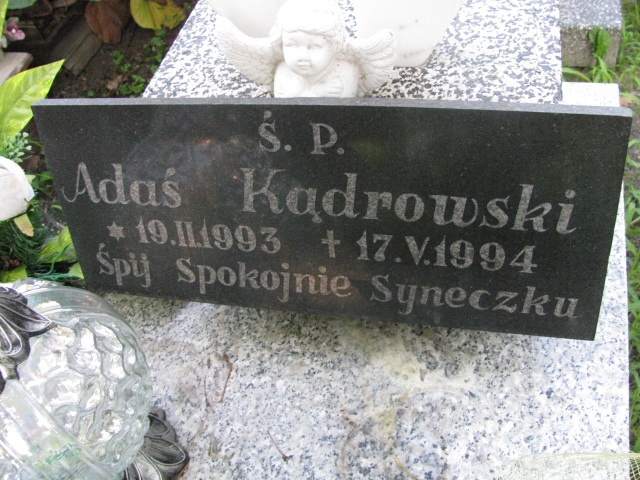 Ś. P.
Adaś Kądrowski
* 19.II.1993 + 17.V.1994
Śpij Spokojnie Syneczku